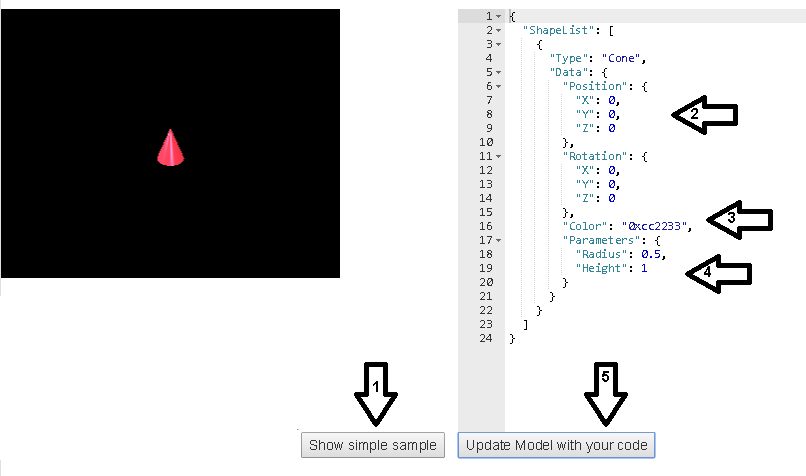 1 {
2 "ShapeList": [
3 {
4 "Type": "Cone",
5 "Data": {
6 "Position": {
7 "X": 0,
8 "Y": 0,
9 "Z": 0
10 },
11 "Rotation": {
12 "X": 0,
13 "Y": 0,
14 "Z": 0
15 },
16 "Color": "0xcc2233",
17 "Parameters": {
18 "Radius": 0.5,
19 "Height": 1
20 }
21 }
22 }
23 ]
24 }
2
3
4
1
5
Show simple sample
Update Model with your code